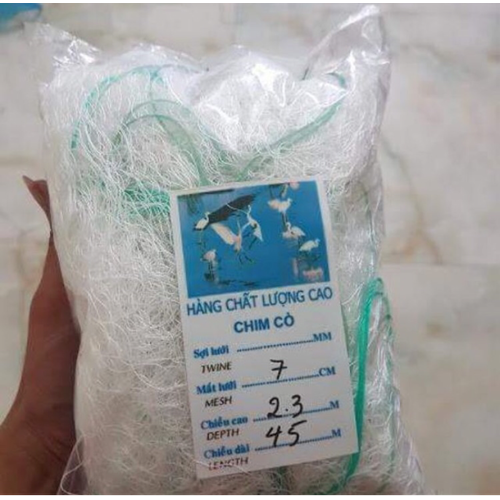 HÀNG CHẤT LƯỢNG CAO
CHIM CÒ
Sợi lưới ........................MM
TWINE
Mắt lưới ........7........CM
MESH
Chiều cao ....2.3........M
DEPTH
Chiều dài ....45........M
LENGTH